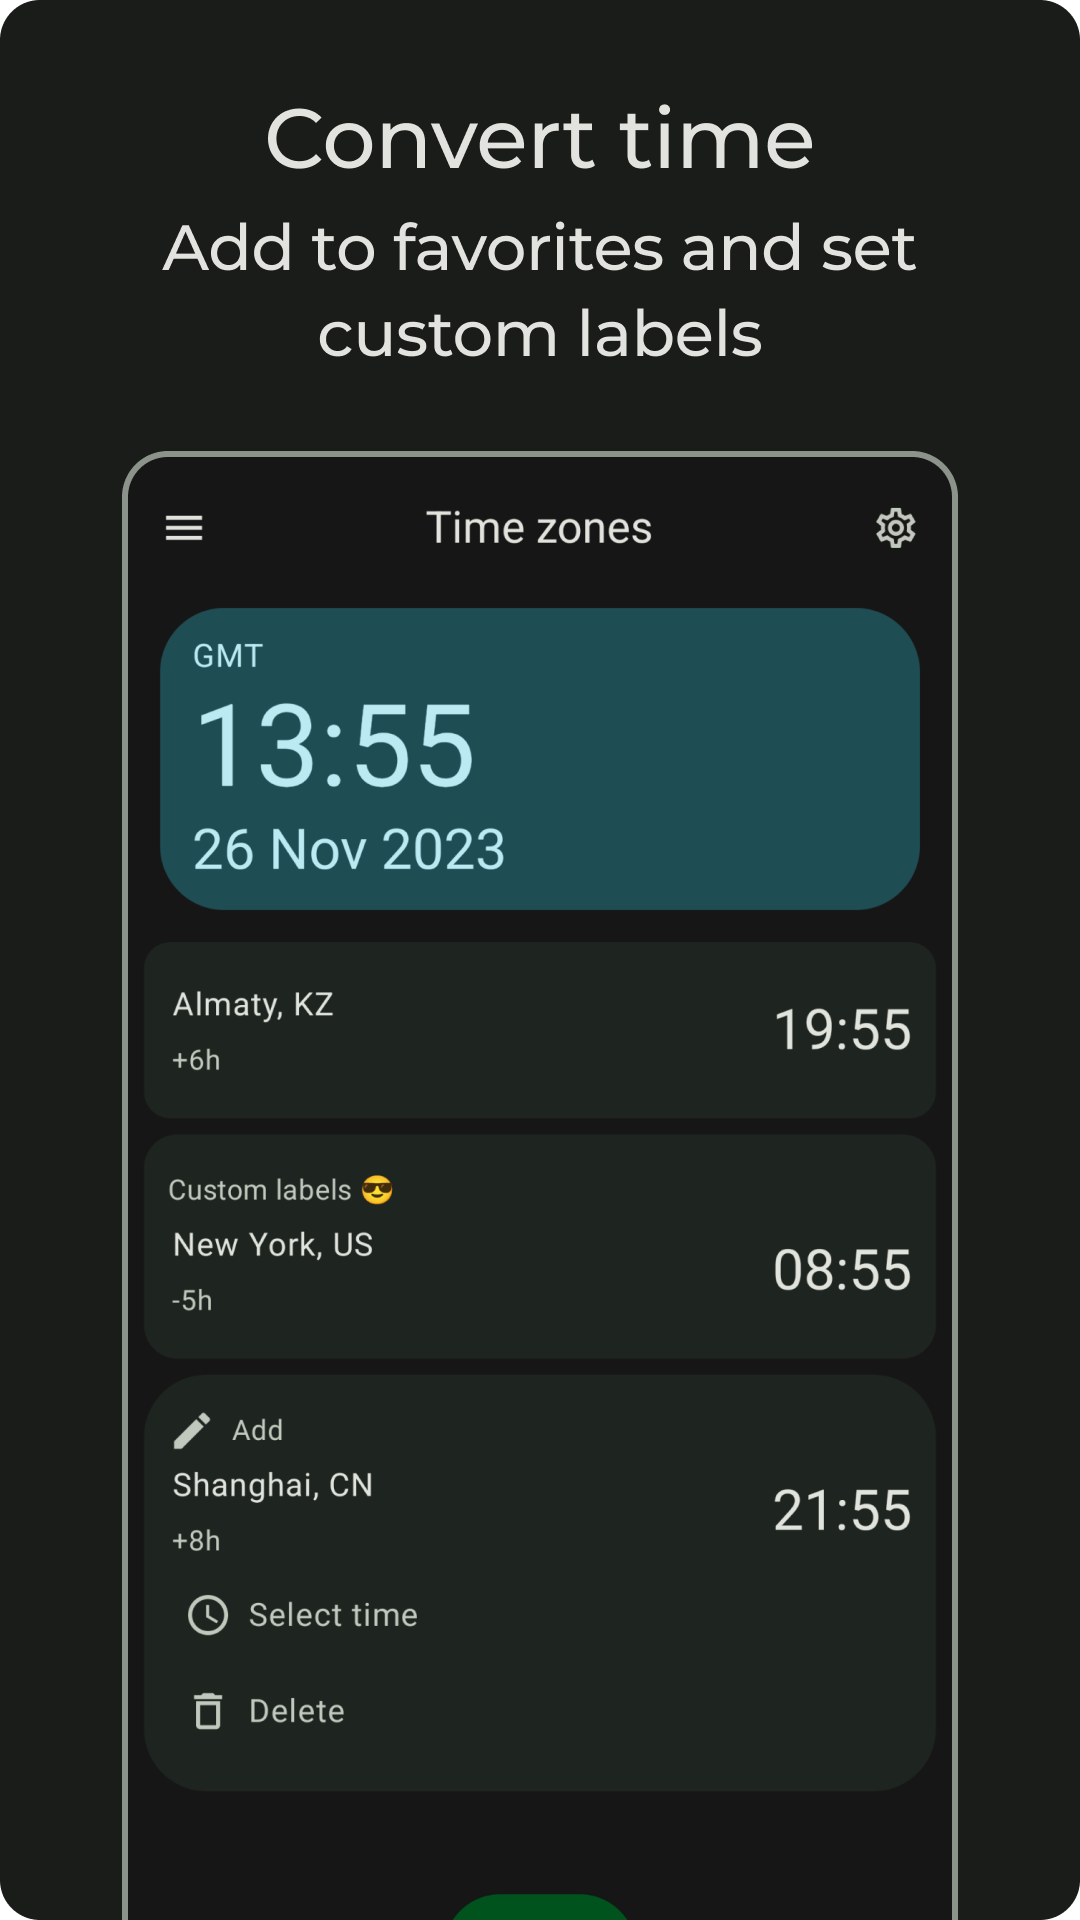 Convert time
Add to favorites and set
custom labels
Time zones
GMT
13:55
26 Nov 2023
Almaty, KZ
+6h
19:55
Custom labels 😎
New York, US
-5h
08:55
Add
Shanghai, CN
+8h
21:55
Select time
Delete